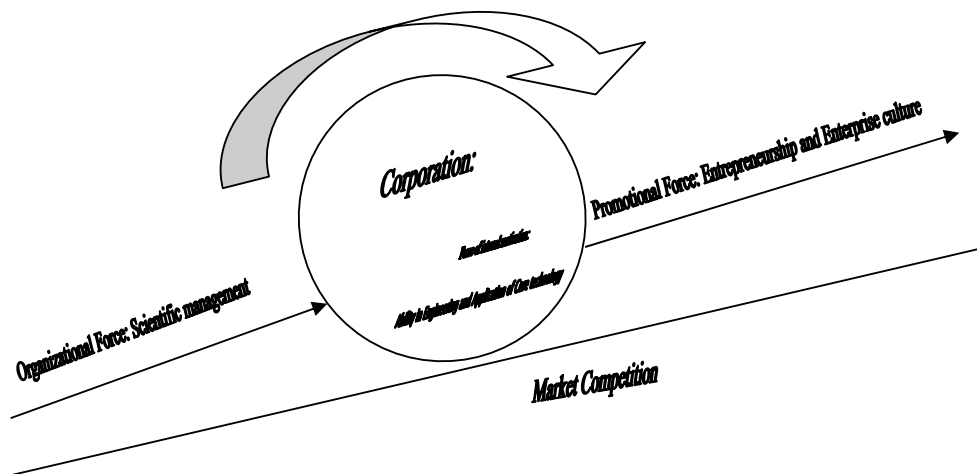 Corporation:
Promotional Force: Entrepreneurship and Enterprise culture
Ability in Engineering and Application of Core technology
Organizational Force: Scientific management
Market Competition